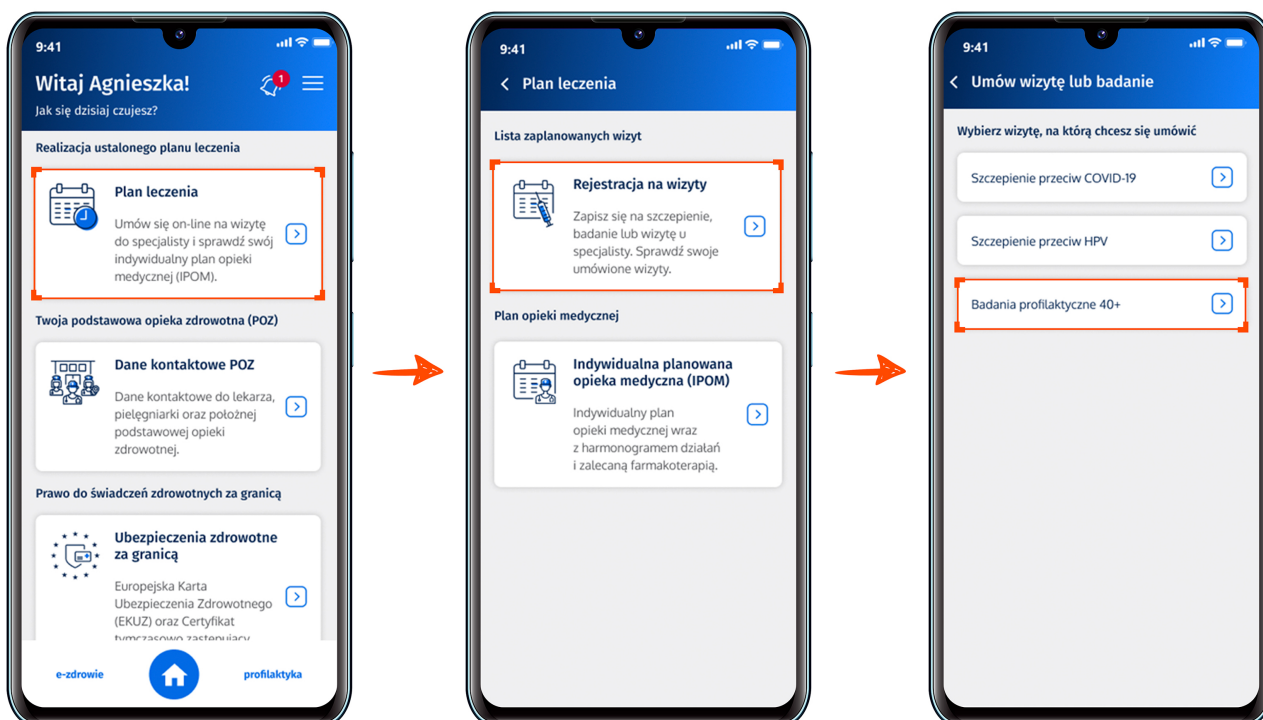 9:41
Witaj Agnieszka!
1
Jak się dzisiaj czujesz?
Realizacja ustalonego planu leczenia
Plan leczenia
Umów się on-line na wizytę
do specjalisty i sprawdź swój
indywidualny plan opieki
medycznej (IPOM).
Twoja podstawowa opieka zdrowotna (POZ)
Dane kontaktowe POZ
Dane kontaktowe do lekarza,
pielęgniarki oraz położnej
podstawowej opieki
zdrowotnej.
Prawo do świadczeń zdrowotnych za granicą
Ubezpieczenia zdrowotne
za granicą
Europejska Karta
Ubezpieczenia Zdrowotnego
(EKUZ) oraz Certyfikat
tymczasowo zastępujący
e-zdrowie
profilaktyka
9:41
Plan leczenia
Lista zaplanowanych wizyt
Rejestracja na wizyty
Zapisz się na szczepienie,
badanie lub wizytę u
specjalisty. Sprawdź swoje
umówione wizyty.
Plan opieki medycznej
Indywidualna planowana
opieka medyczna (IPOM)
Indywidualny plan
opieki medycznej wraz
z harmonogramem działań
i zalecaną farmakoterapią.
9:41
Umów wizytę lub badanie
Wybierz wizytę, na którą chcesz się umówić
Szczepienie przeciw COVID-19
Szczepienie przeciw HPV
Badania profilaktyczne 40+